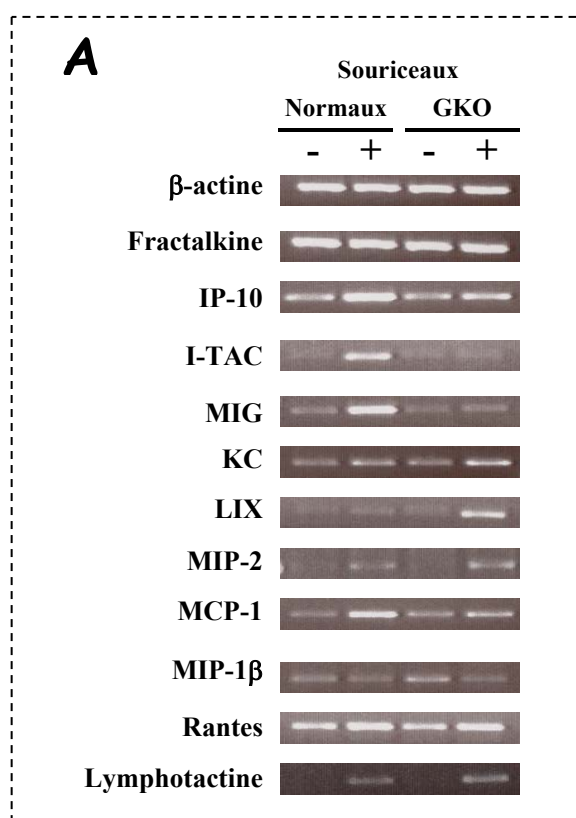 A
Souriceaux
Normaux GKO
- + - +
β-actine
Fractalkine
IP-10
I-TAC
MIG
KC
LIX
MIP-2
MCP-1
MIP-1β
Rantes
Lymphotactine